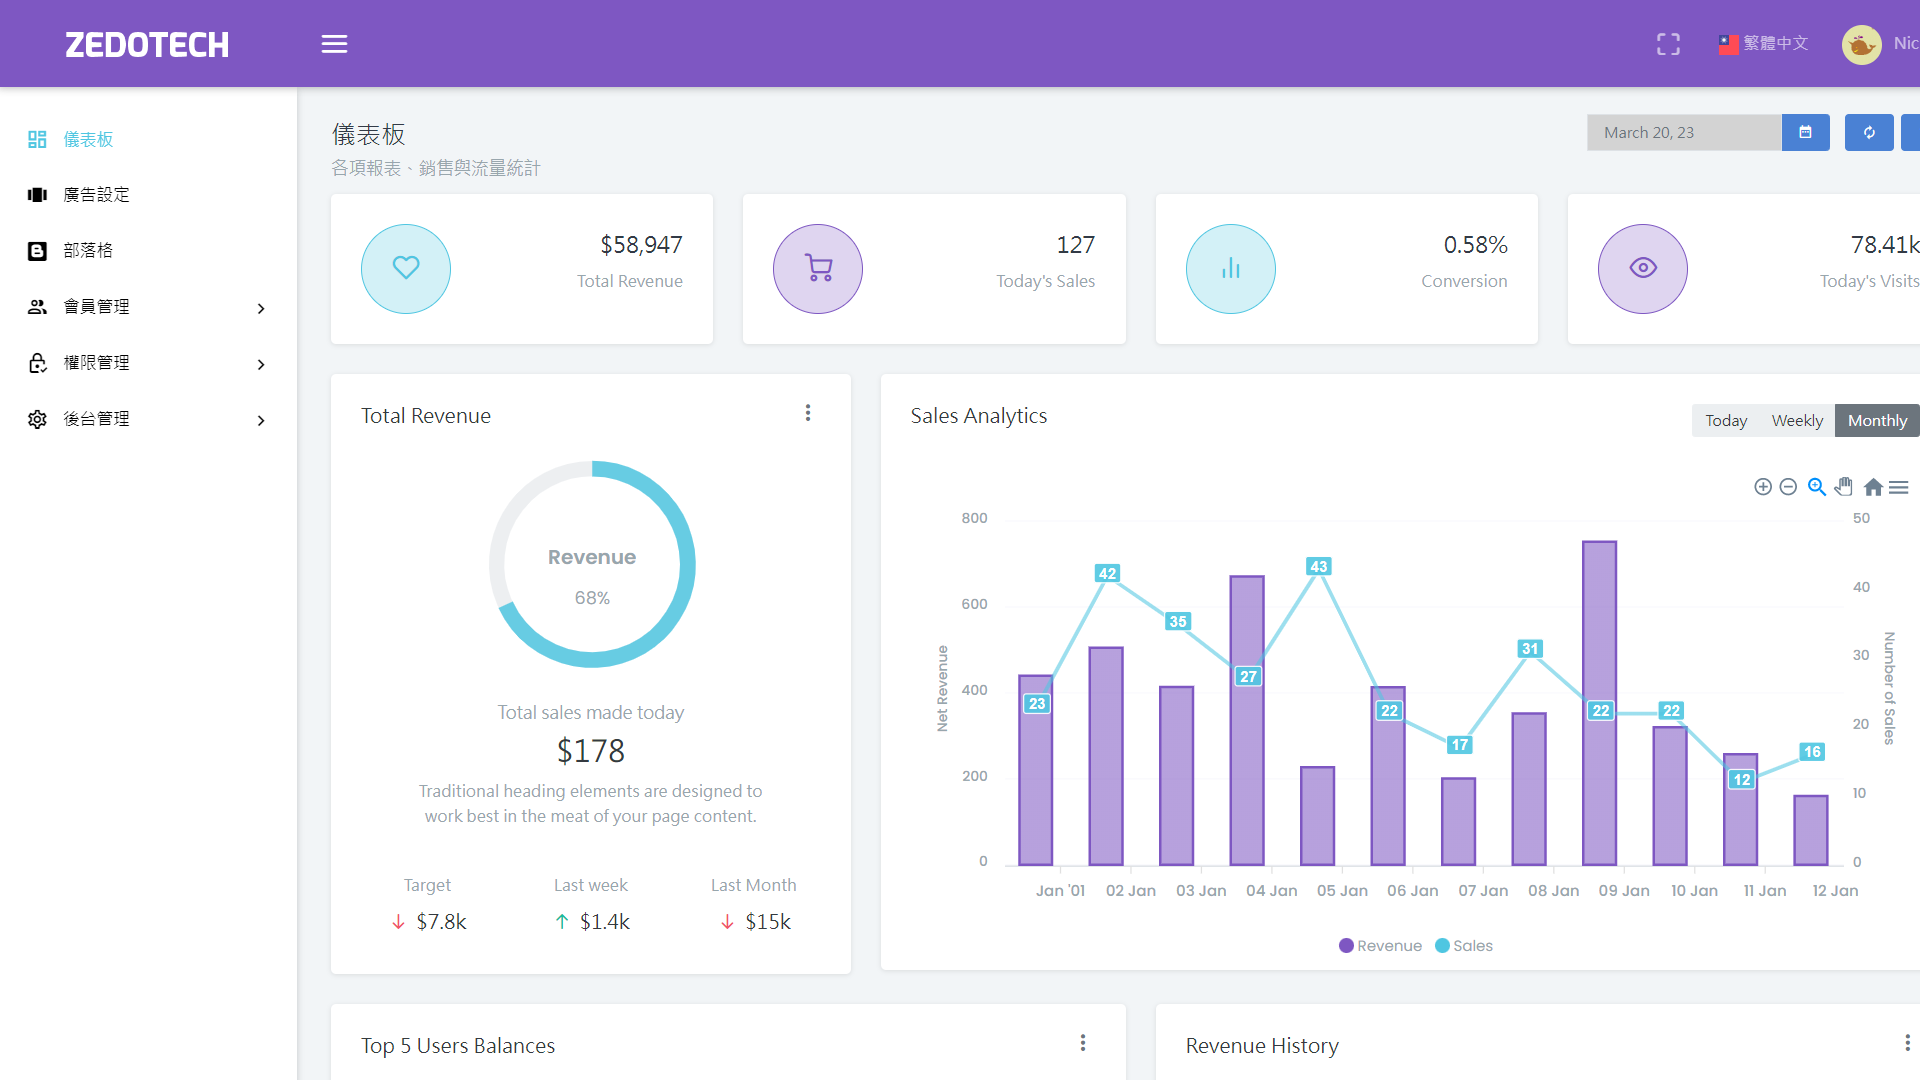 ZEDOTECH
繁體中文
Nic
儀表板
廣告設定
部落格
會員管理
權限管理
後台管理
儀表板
各項報表、銷售與流量統計
March 20, 23
$58,947
Total Revenue
127
Today's Sales
0.58%
Conversion
78.41k
Today's Visits
Total Revenue
Revenue
68%
Total sales made today
$178
Traditional heading elements are designed to
work best in the meat of your page content.
Target
$7.8k
Last week
$1.4k
Last Month
$15k
Sales Analytics
Today
Weekly
Monthly
800
600
400
200
0
Net Revenue
50
40
30
20
10
0
Number of Sales
23
42
35
27
43
22
17
31
22
22
12
16
Jan '01
02 Jan
03 Jan
04 Jan
05 Jan
06 Jan
07 Jan
08 Jan
09 Jan
10 Jan
11 Jan
12 Jan
Revenue
Sales
Top 5 Users Balances
Revenue History